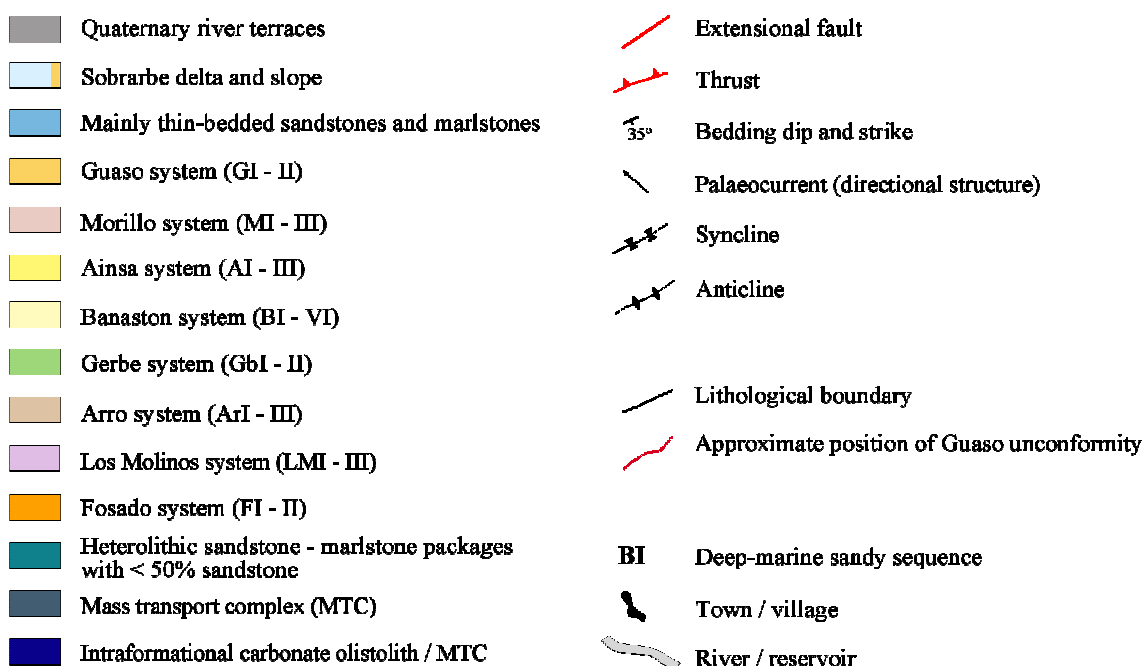 Quaternary river terraces
Sobrarbe delta and slope
Mainly thin-bedded sandstones and marlstones
Guaso system (GI - II)
Morillo system (MI - III)
Ainsa system (AI - III)
Banaston system (BI - VI)
Gerbe system (GbI - II)
Arro system (ArI - III)
Los Molinos system (LMI - III)
Fosado system (FI - II)
Heterolithic sandstone - marlstone packages
with < 50% sandstone
Mass transport complex (MTC)
Intraformational carbonate olistolith / MTC
Extensional fault
Thrust
35° Bedding dip and strike
Palaeocurrent (directional structure)
Syncline
Anticline
Lithological boundary
Approximate position of Guaso unconformity
BI Deep-marine sandy sequence
Town / village
River / reservoir